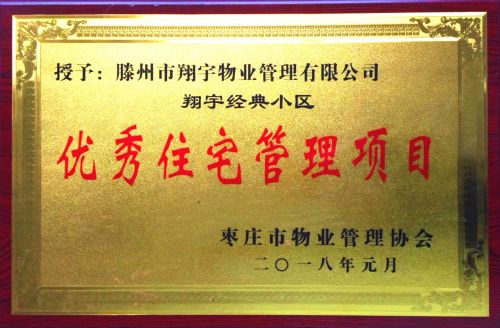 授予：滕州市翔宇物业管理有限公司
翔宇经典小区
优秀住宅管理项目
枣庄市物业管理协会
二〇一八年元月